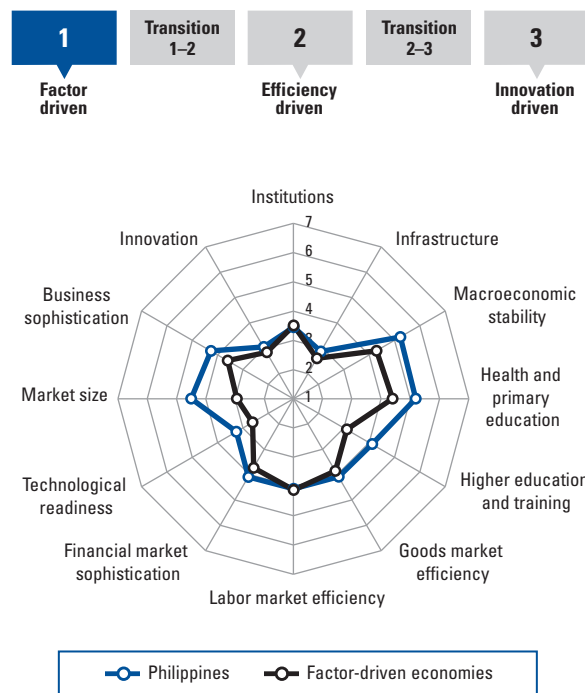 1
Transition
1–2
2
Transition
2–3
3
Factor
driven
Efficiency
driven
Innovation
driven
Institutions
7
Innovation
6
Infrastructure
5
Business
sophistication
4
Macroeconomic
stability
3
2
Market size
1
Health and
primary
education
Technological
readiness
Higher education
and training
Financial market
sophistication
Goods market
efficiency
Labor market efficiency
Philippines
Factor-driven economies